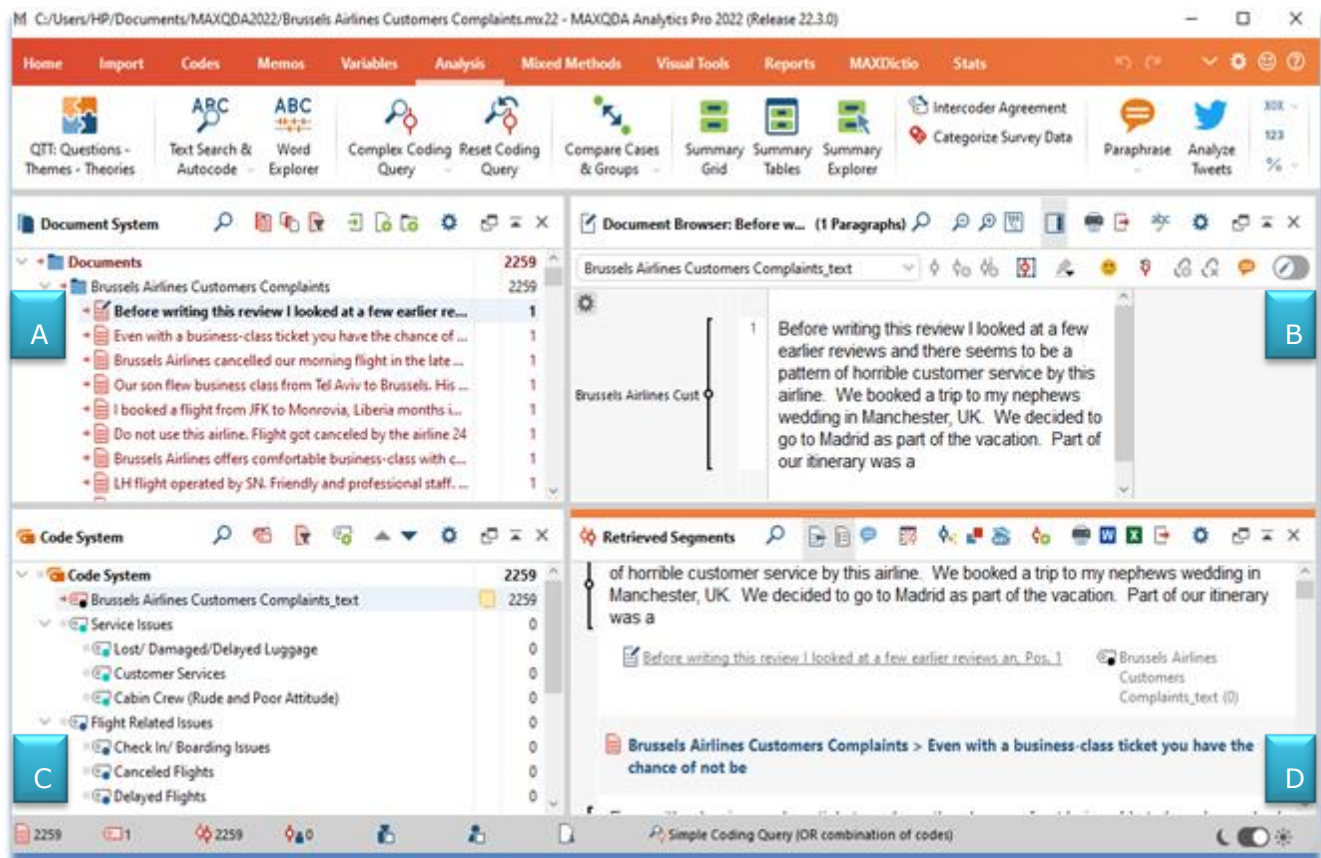 C:/Users/HP/Documents/MAXQDA2022/Brussels Airlines Customers Complaints.mx22 - MAXQDA Analytics Pro 2022 (Release 22.3.0)
Home Import Codes Memos Variables Analysis Mixed Methods Visual Tools Reports MAXDictio Stats
QTT: Questions -
Themes - Theories
ABC
Text Search &
Autocode
ABC
Word
Explorer
Complex Coding
Query
Reset Coding
Query
Compare Cases
& Groups
Summary
Grid
Summary
Tables
Summary
Explorer
Intercoder Agreement
Categorize Survey Data
Paraphrase
Analyze
Tweets
123
%
Document System
Documents 2259
Brussels Airlines Customers Complaints 2259
Before writing this review I looked at a few earlier re... 1
Even with a business-class ticket you have the chance of ... 1
Brussels Airlines cancelled our morning flight in the late ... 1
Our son flew business class from Tel Aviv to Brussels. His ... 1
I booked a flight from JFK to Monrovia, Liberia months i... 1
Do not use this airline. Flight got canceled by the airline 24 1
Brussels Airlines offers comfortable business-class with c... 1
LH flight operated by SN. Friendly and professional staff. ... 1
A
Document Browser: Before w... (1 Paragraphs)
abc
Brussels Airlines Customers Complaints_text
Brussels Airlines Cust
1
Before writing this review I looked at a few
earlier reviews and there seems to be a
pattern of horrible customer service by this
airline. We booked a trip to my nephews
wedding in Manchester, UK. We decided to
go to Madrid as part of the vacation. Part of
our itinerary was a
B
Code System
Code System 2259
Brussels Airlines Customers Complaints_text 2259
Service Issues 0
Lost/ Damaged/Delayed Luggage 0
Customer Services 0
Cabin Crew (Rude and Poor Attitude) 0
Flight Related Issues 0
Check In/ Boarding Issues 0
Canceled Flights 0
Delayed Flights 0
C
Retrieved Segments
of horrible customer service by this airline. We booked a trip to my nephews wedding in
Manchester, UK. We decided to go to Madrid as part of the vacation. Part of our itinerary
was a
Before writing this review I looked at a few earlier reviews an, Pos. 1
Brussels Airlines
Customers
Complaints_text (0)
Brussels Airlines Customers Complaints > Even with a business-class ticket you have the
chance of not be
D
2259 1 2259 0 Simple Coding Query (OR combination of codes)